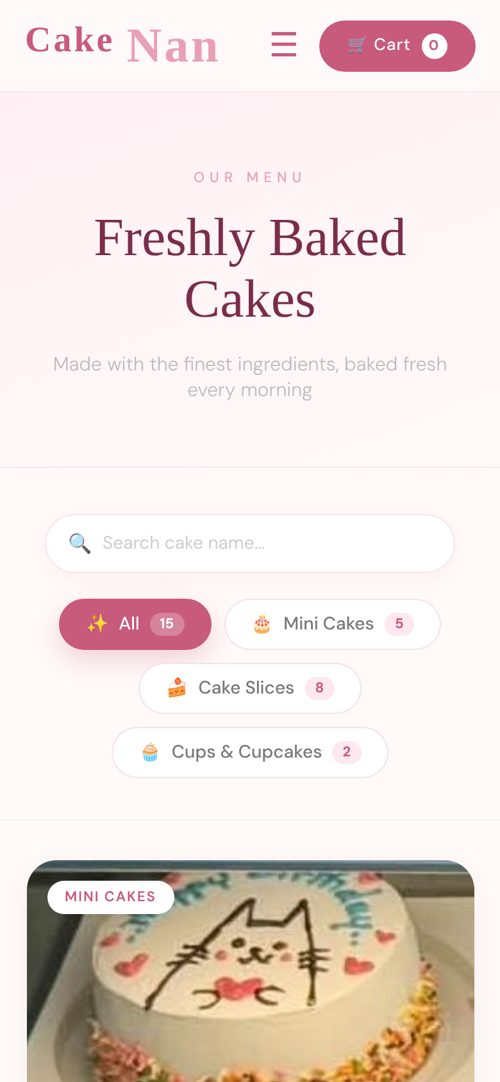 Cake Nan
🛒 Cart 0
OUR MENU
Freshly Baked
Cakes
Made with the finest ingredients, baked fresh
every morning
🔍 Search cake name...
✨ All 15
🎂 Mini Cakes 5
🍰 Cake Slices 8
🧁 Cups & Cupcakes 2
MINI CAKES
Birthday